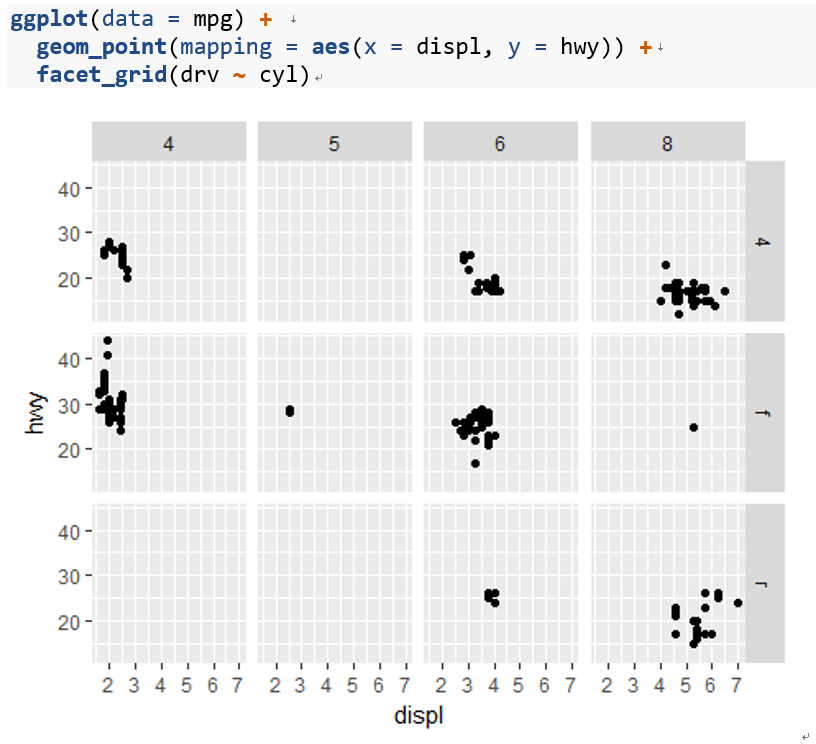 ggplot(data = mpg) +
geom_point(mapping = aes(x = displ, y = hwy)) +
facet_grid(drv ~ cyl)
4 5 6 8
40
30
20
4
40
30
20
f
40
30
20
r
hwy
2 3 4 5 6 7 2 3 4 5 6 7 2 3 4 5 6 7 2 3 4 5 6 7
displ